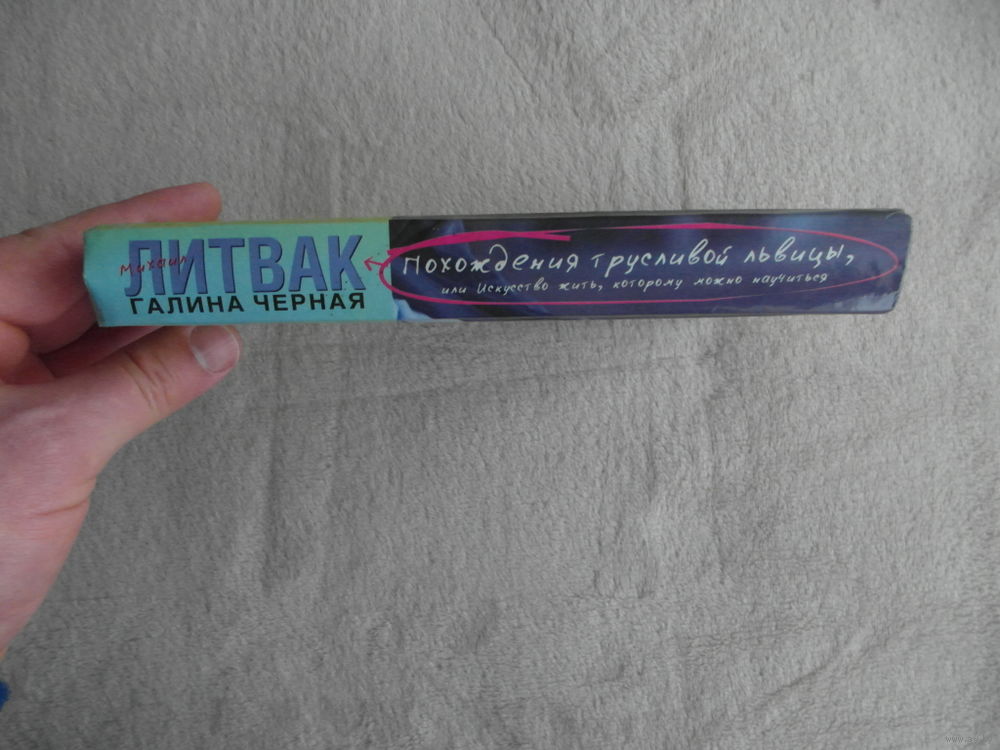 Михаил
ЛИТВАК
ГАЛИНА ЧЕРНАЯ
Похождения трусливой львицы,
или Искусство жить, которому можно научиться